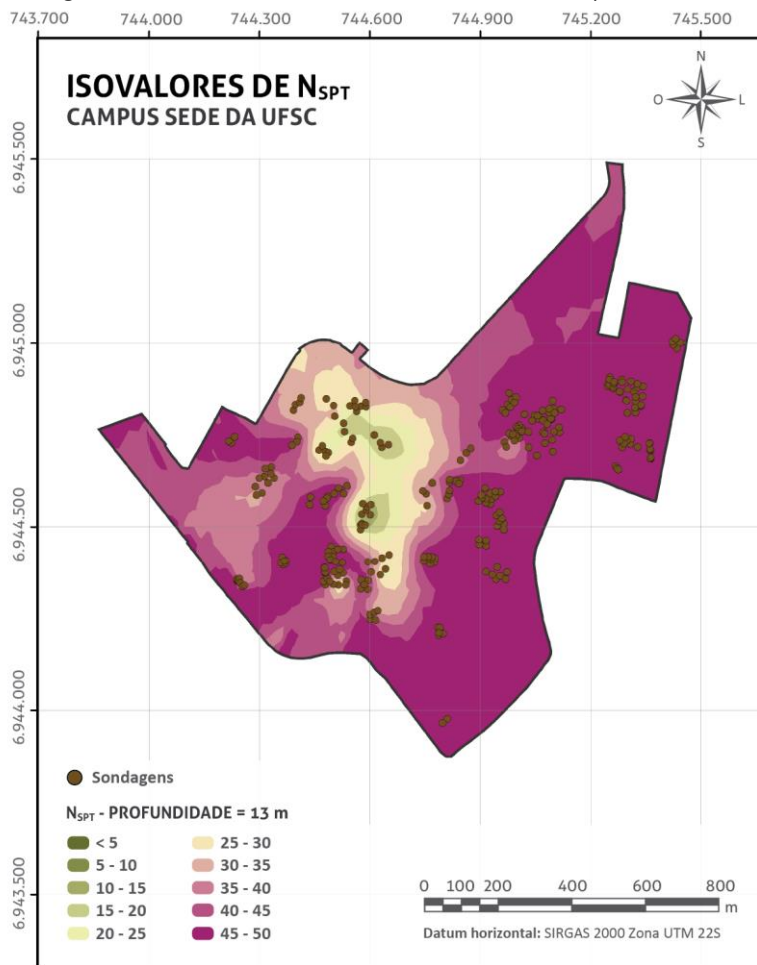 743.700 744.000 744.300 744.600 744.900 745.200 745.500
ISOVALORES DE NSPT
CAMPUS SEDE DA UFSC
N
O L
S
6.945.500
6.945.000
6.944.500
6.944.000
6.943.500
Sondagens
NSPT - PROFUNDIDADE = 13 m
< 5 25 - 30
5 - 10 30 - 35
10 - 15 35 - 40
15 - 20 40 - 45
20 - 25 45 - 50
0 100 200 400 600 800
m
Datum horizontal: SIRGAS 2000 Zona UTM 22S